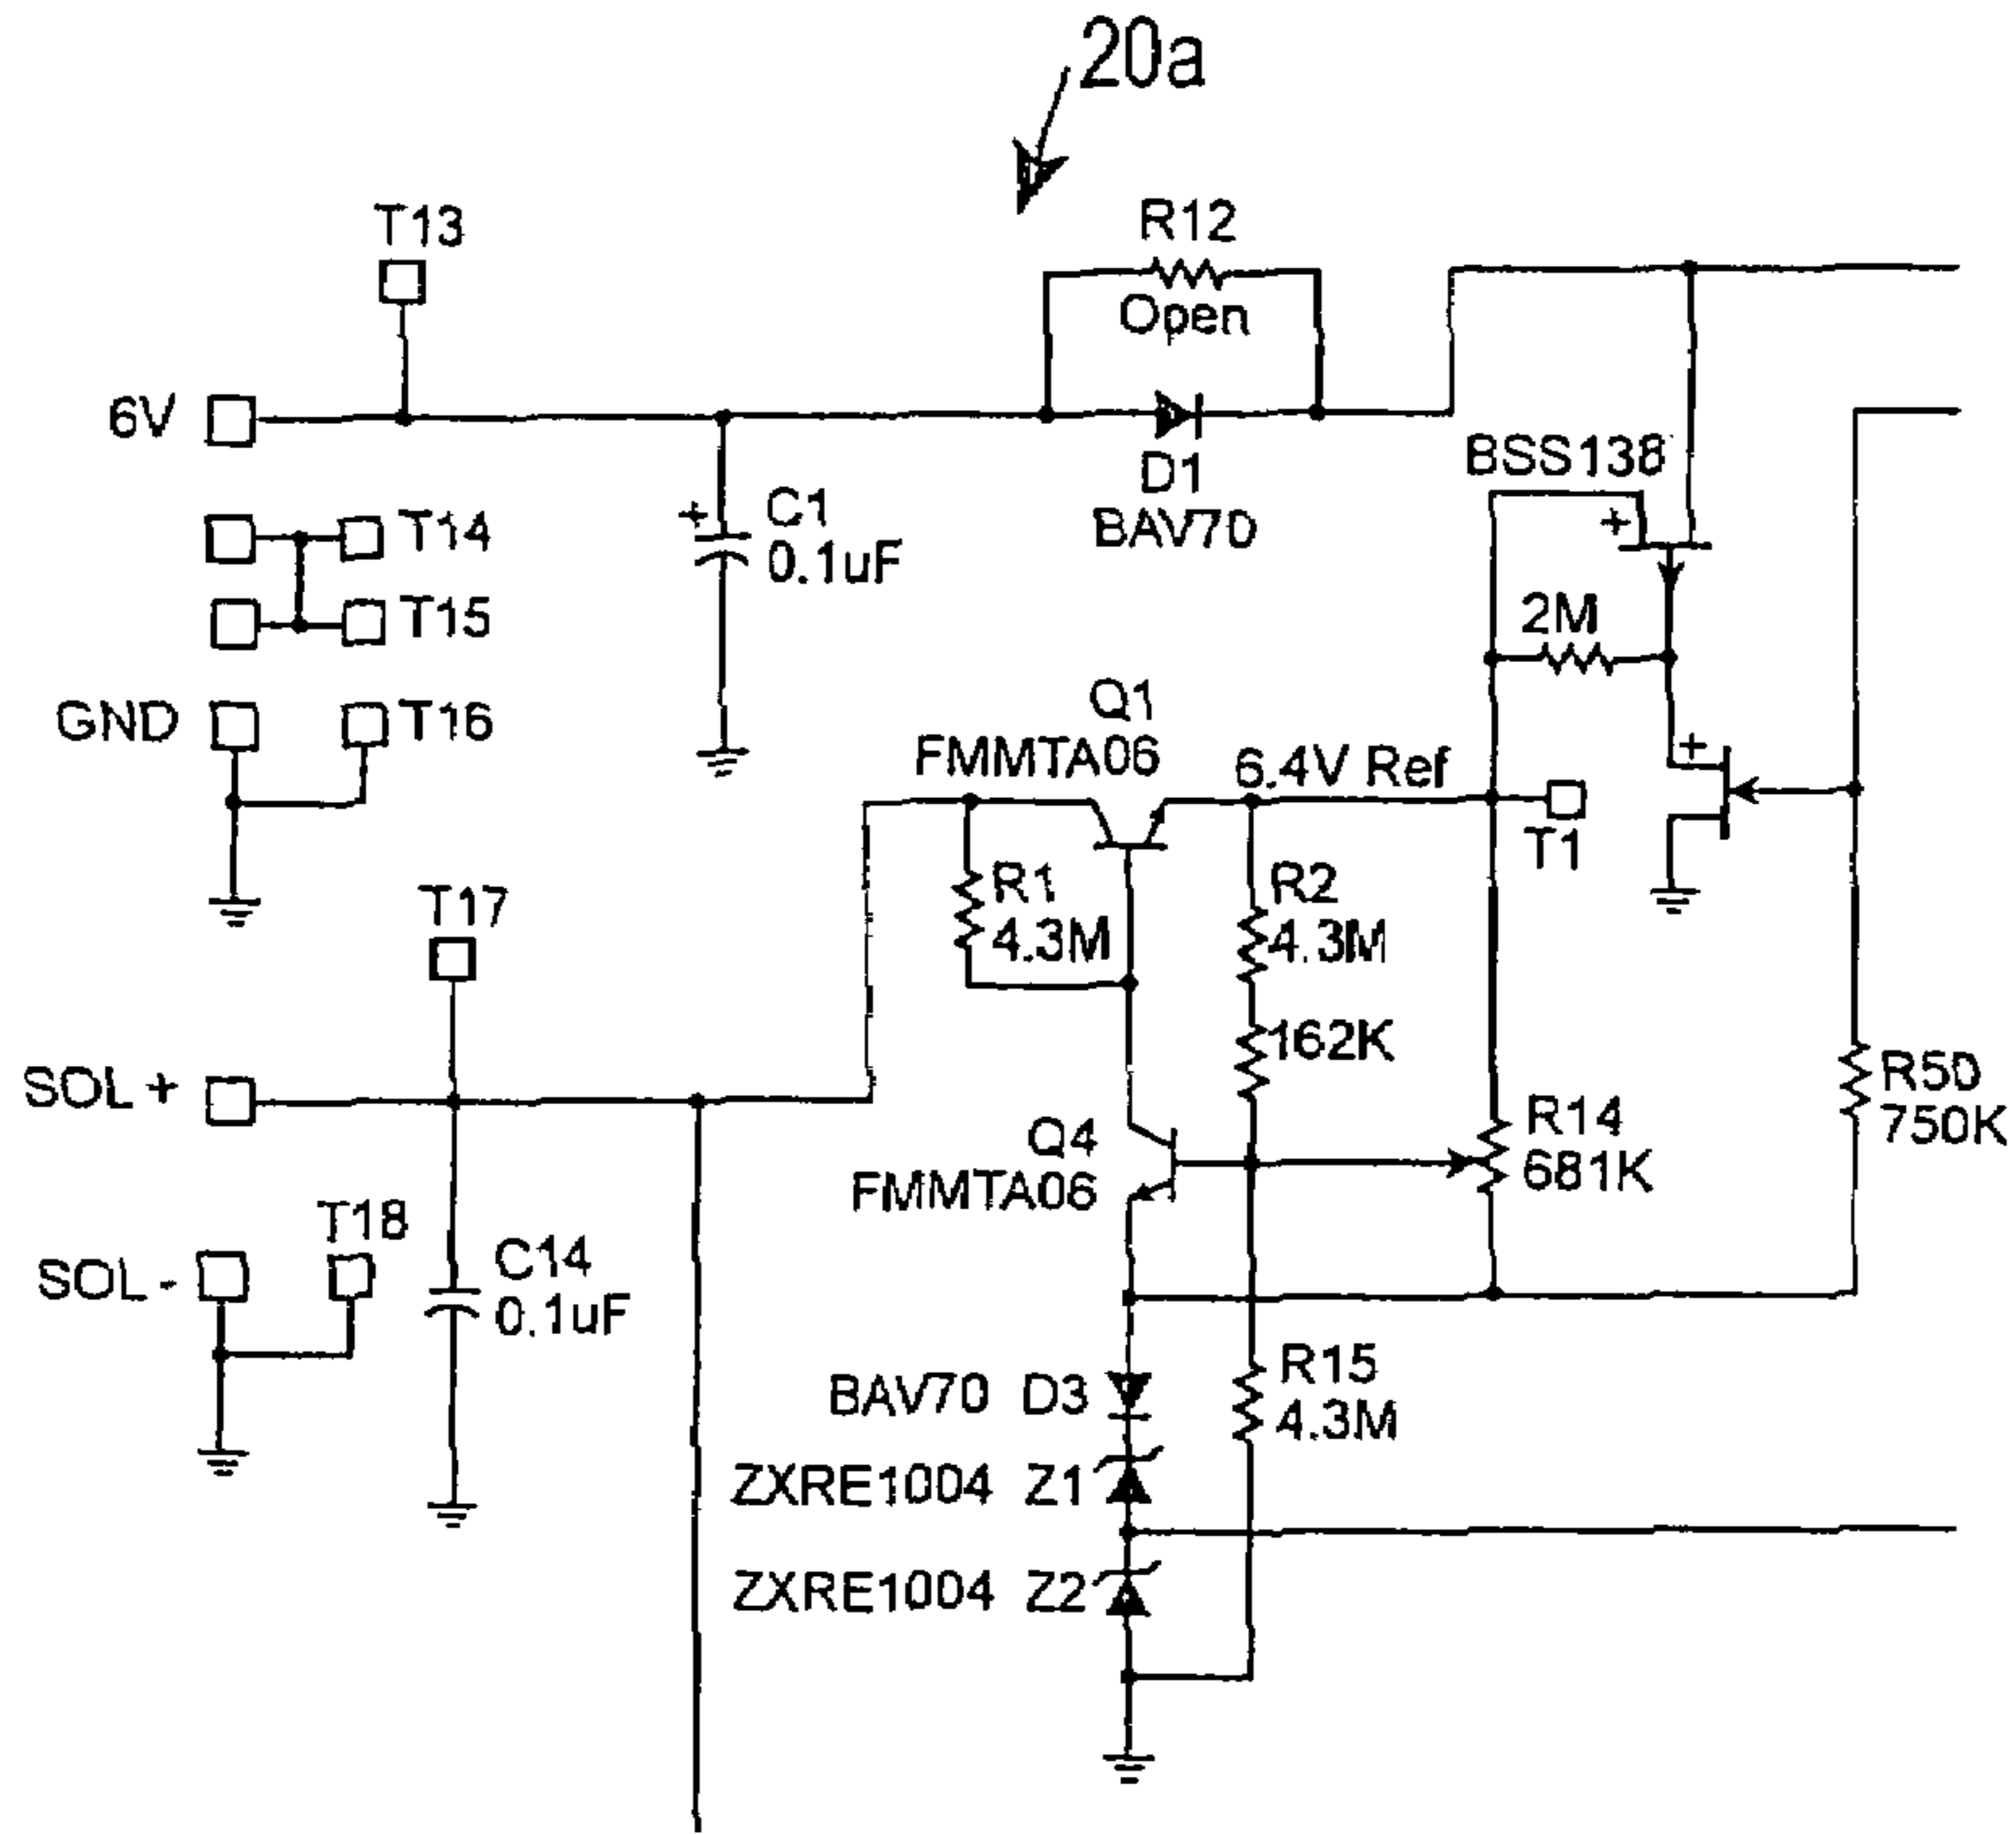 20a
T13
R12
Open
6V
D1
BAV70
C1
0.1uF
BSS138
T14
T15
2M
GND
T16
Q1
FMMTA06
6.4V Ref
T1
R1
4.3M
R2
4.3M
T17
162K
SOL +
R50
750K
R14
681K
Q4
FMMTA06
T18
SOL -
C14
0.1uF
BAV70 D3
R15
4.3M
ZXRE1004 Z1
ZXRE1004 Z2